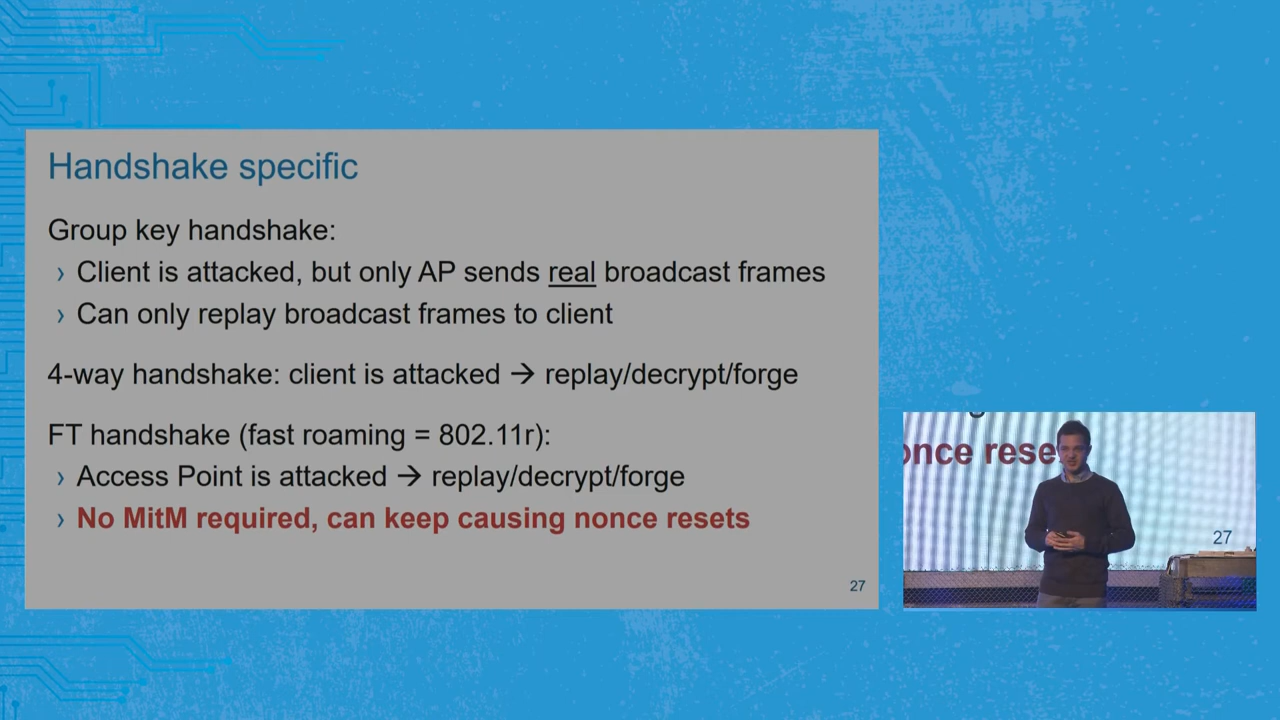 Handshake specific
Group key handshake:
› Client is attacked, but only AP sends real broadcast frames
› Can only replay broadcast frames to client
4-way handshake: client is attacked → replay/decrypt/forge
FT handshake (fast roaming = 802.11r):
› Access Point is attacked → replay/decrypt/forge
› No MitM required, can keep causing nonce resets
27
once rese
27